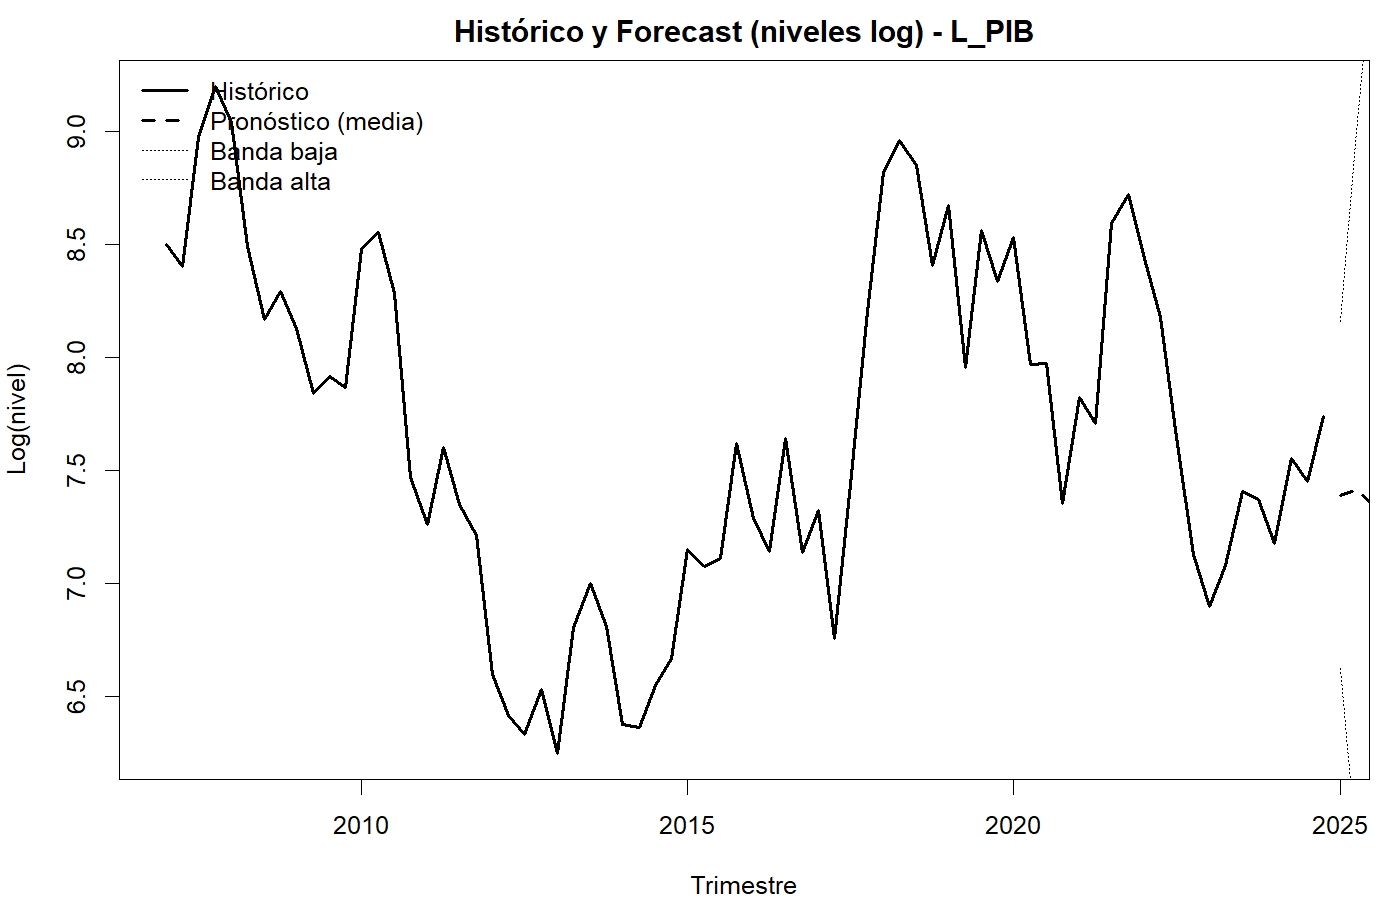 Histórico y Forecast (niveles log) - L_PIB
Histórico
Pronóstico (media)
Banda baja
Banda alta
Log(nivel)
9.0
8.5
8.0
7.5
7.0
6.5
2010
2015
2020
2025
Trimestre